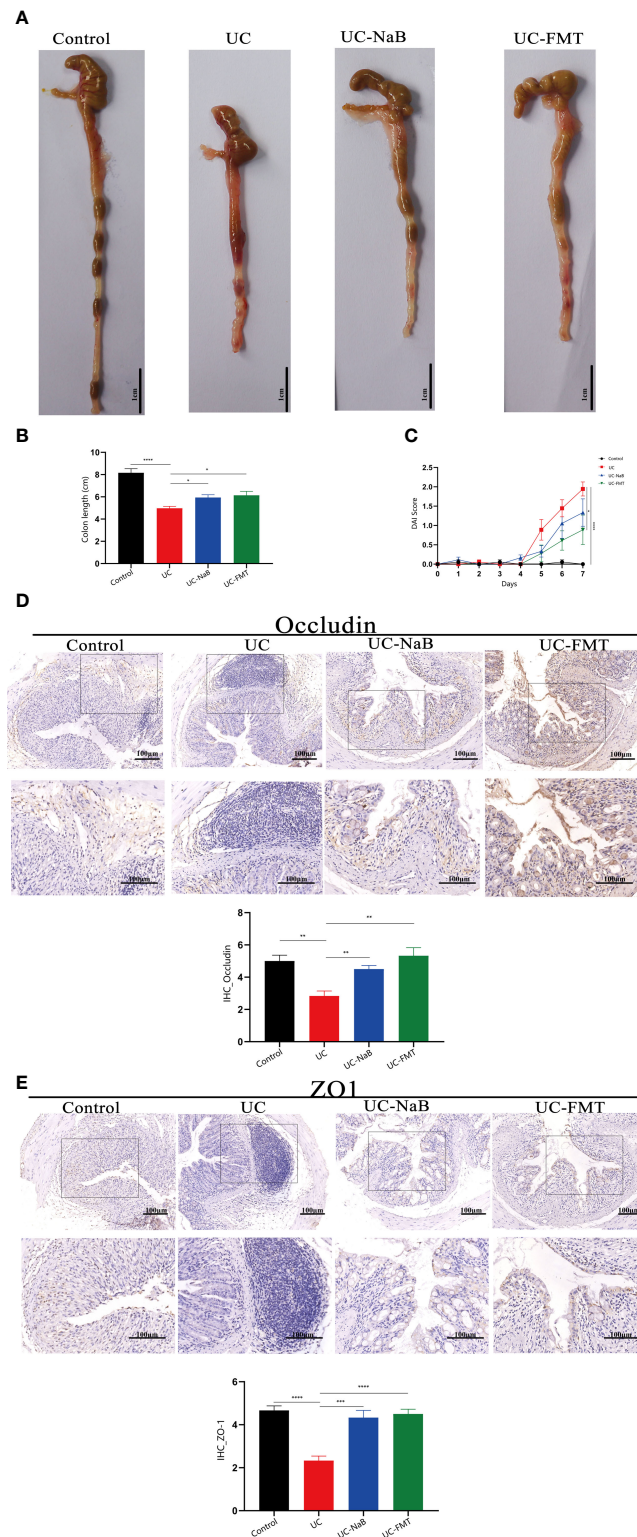 A
Control UC UC-NaB UC-FMT
1cm 1cm 1cm 1cm
B
Colon length (cm)
10
8
6
4
2
0
**** * *
Control UC UC-NaB UC-FMT
C
DAI Score
2.5
2.0
1.5
1.0
0.5
0.0
0 1 2 3 4 5 6 7
Days
Control
UC
UC-NaB
UC-FMT
*
****
D
Occludin
Control UC UC-NaB UC-FMT
100μm 100μm 100μm 100μm
100μm 100μm 100μm 100μm
IHC_Occludin
8
6
4
2
0
** ** **
Control UC UC-NaB UC-FMT
E
ZO1
Control UC UC-NaB UC-FMT
100μm 100μm 100μm 100μm
100μm 100μm 100μm 100μm
IHC_ZO-1
6
4
2
0
**** *** ****
Control UC UC-NaB UC-FMT